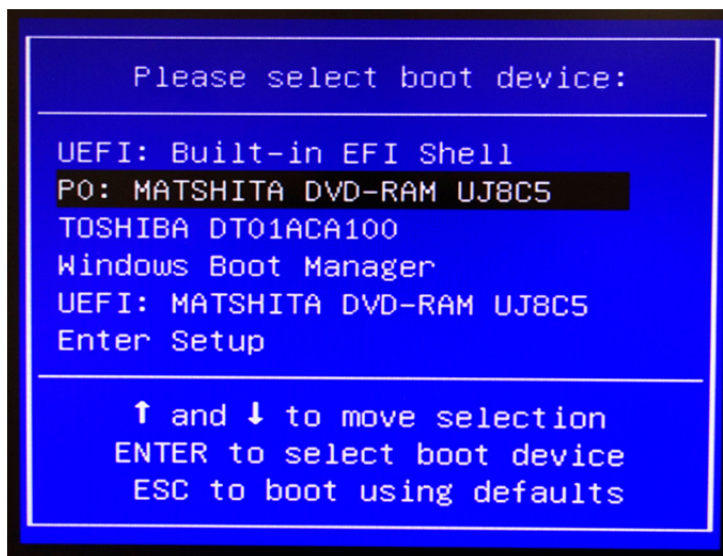 Please select boot device:
UEFI: Built-in EFI Shell
PO: MATSHITA DVD-RAM UJ8C5
TOSHIBA DT01ACA100
Windows Boot Manager
UEFI: MATSHITA DVD-RAM UJ8C5
Enter Setup
↑ and ↓ to move selection
ENTER to select boot device
ESC to boot using defaults